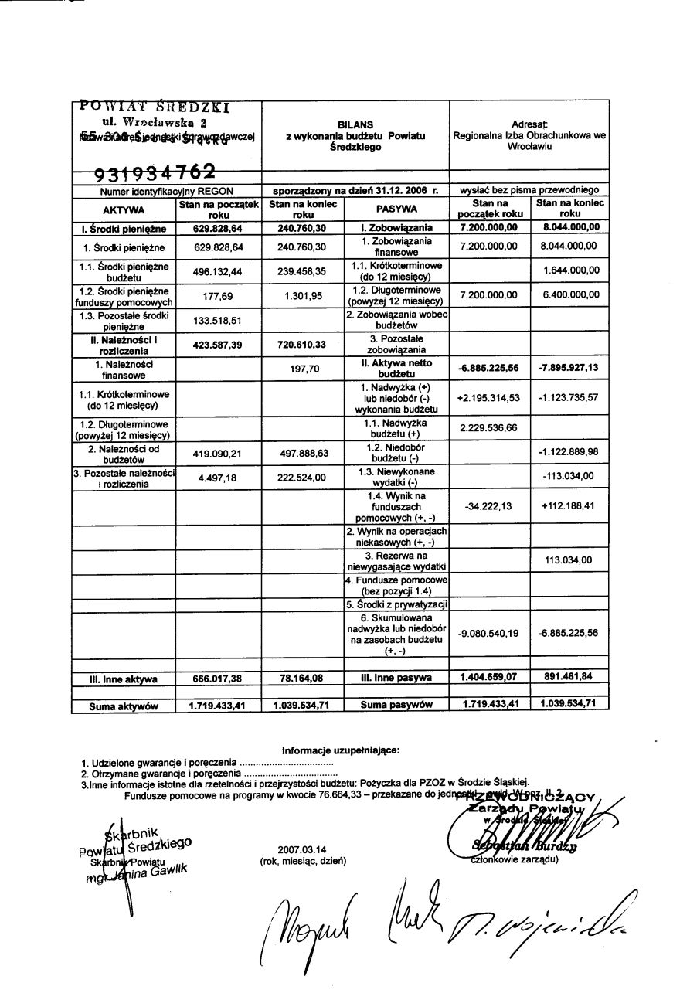 POWIAT ŚREDZKI
ul. Wrocławska 2
55-300 Środa Śląska
Nazwa i adres jednostki sprawozdawczej
931934762
Numer identyfikacyjny REGON
BILANS
z wykonania budżetu Powiatu
Średzkiego
sporządzony na dzień 31.12. 2006 r.
Adresat:
Regionalna Izba Obrachunkowa we
Wrocławiu
wysłać bez pisma przewodniego
AKTYWA Stan na początek roku Stan na koniec roku PASYWA Stan na początek roku Stan na koniec roku
I. Środki pieniężne 629.828,64 240.760,30 I. Zobowiązania 7.200.000,00 8.044.000,00
1. Środki pieniężne 629.828,64 240.760,30 1. Zobowiązania finansowe 7.200.000,00 8.044.000,00
1.1. Środki pieniężne budżetu 496.132,44 239.458,35 1.1. Krótkoterminowe (do 12 miesięcy) 1.644.000,00
1.2. Środki pieniężne funduszy pomocowych 177,69 1.301,95 1.2. Długoterminowe (powyżej 12 miesięcy) 7.200.000,00 6.400.000,00
1.3. Pozostałe środki pieniężne 133.518,51 2. Zobowiązania wobec budżetów
II. Należności i rozliczenia 423.587,39 720.610,33 3. Pozostałe zobowiązania
1. Należności finansowe 197,70 II. Aktywa netto budżetu -6.885.225,56 -7.895.927,13
1.1. Krótkoterminowe (do 12 miesięcy) 1. Nadwyżka (+) lub niedobór (-) wykonania budżetu +2.195.314,53 -1.123.735,57
1.2. Długoterminowe (powyżej 12 miesięcy) 1.1. Nadwyżka budżetu (+) 2.229.536,66
2. Należności od budżetów 419.090,21 497.888,63 1.2. Niedobór budżetu (-) -1.122.889,98
3. Pozostałe należności i rozliczenia 4.497,18 222.524,00 1.3. Niewykonane wydatki (-) -113.034,00
1.4. Wynik na funduszach pomocowych (+, -) -34.222,13 +112.188,41
2. Wynik na operacjach niekasowych (+, -)
3. Rezerwa na niewygasające wydatki 113.034,00
4. Fundusze pomocowe (bez pozycji 1.4)
5. Środki z prywatyzacji
6. Skumulowana nadwyżka lub niedobór na zasobach budżetu (+, -) -9.080.540,19 -6.885.225,56
III. Inne aktywa 666.017,38 78.164,08 III. Inne pasywa 1.404.659,07 891.461,84
Suma aktywów 1.719.433,41 1.039.534,71 Suma pasywów 1.719.433,41 1.039.534,71
Informacje uzupełniające:
1. Udzielone gwarancje i poręczenia ..................................
2. Otrzymane gwarancje i poręczenia ..................................
3.Inne informacje istotne dla rzetelności i przejrzystości budżetu: Pożyczka dla PZOZ w Środzie Śląskiej.
Fundusze pomocowe na programy w kwocie 76.664,33 – przekazane do
PRZEWODNICZĄCY
Zarządu Powiatu
w Środzie Śląskiej
Sebastian Burdzy
członkowie zarządu)
Skarbnik
Powiatu Średzkiego
Skarbnik Powiatu
mgr Janina Gawlik
2007.03.14
(rok, miesiąc, dzień)